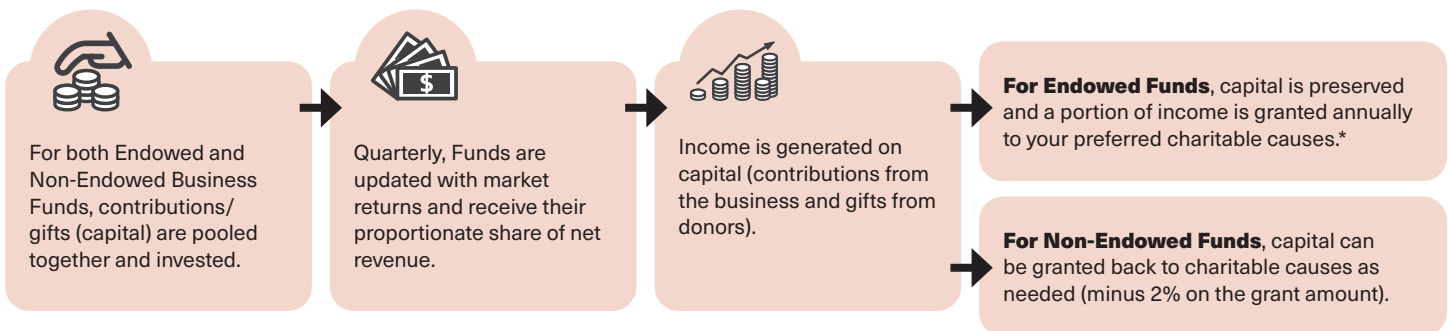 $
For both Endowed and
Non-Endowed Business
Funds, contributions/
gifts (capital) are pooled
together and invested.
Quarterly, Funds are
updated with market
returns and receive their
proportionate share of net
revenue.
Income is generated on
capital (contributions from
the business and gifts from
donors).
For Endowed Funds, capital is preserved
and a portion of income is granted annually
to your preferred charitable causes.*
For Non-Endowed Funds, capital can
be granted back to charitable causes as
needed (minus 2% on the grant amount).